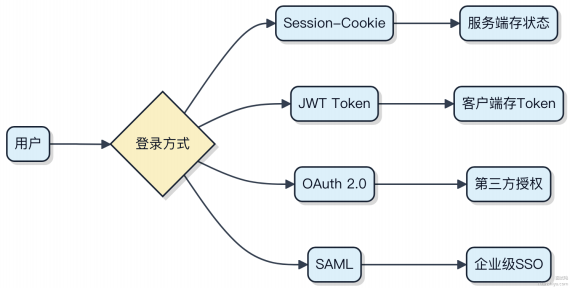 Session-Cookie
服务端存状态
JWT Token
客户端存Token
用户
登录方式
OAuth 2.0
第三方授权
SAML
企业级SSO